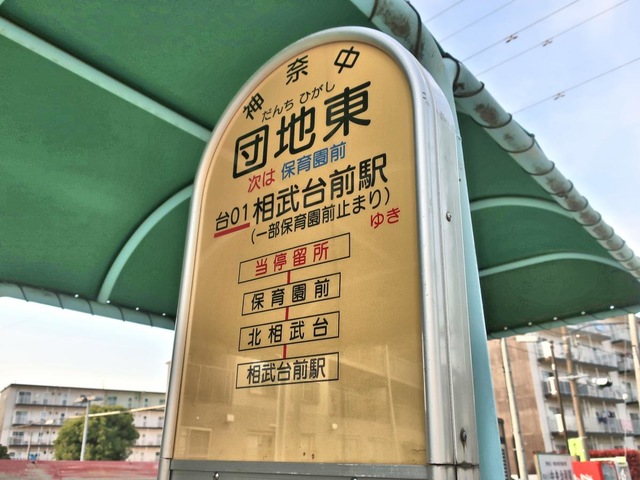 神奈中
だんち ひがし
団地東
次は 保育園前
台01 相武台前駅
(一部保育園前止まり)
ゆき
当停留所
保育園前
北相武台
相武台前駅